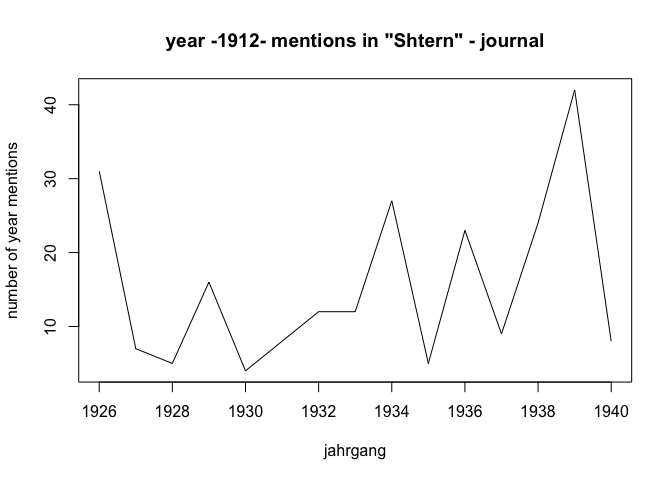 year -1912- mentions in "Shtern" - journal
number of year mentions
40
30
20
10
1926 1928 1930 1932 1934 1936 1938 1940
jahrgang